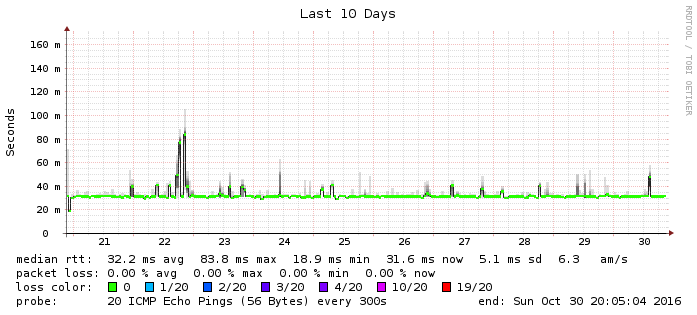 Last 10 Days
RRDTOOL / TOBI OETIKER
Seconds
160 m
140 m
120 m
100 m
80 m
60 m
40 m
20 m
0
21 22 23 24 25 26 27 28 29 30
median rtt: 32.2 ms avg 83.8 ms max 18.9 ms min 31.6 ms now 5.1 ms sd 6.3 am/s
packet loss: 0.00 % avg 0.00 % max 0.00 % min 0.00 % now
loss color: 0 1/20 2/20 3/20 4/20 10/20 19/20
probe: 20 ICMP Echo Pings (56 Bytes) every 300s end: Sun Oct 30 20:05:04 2016